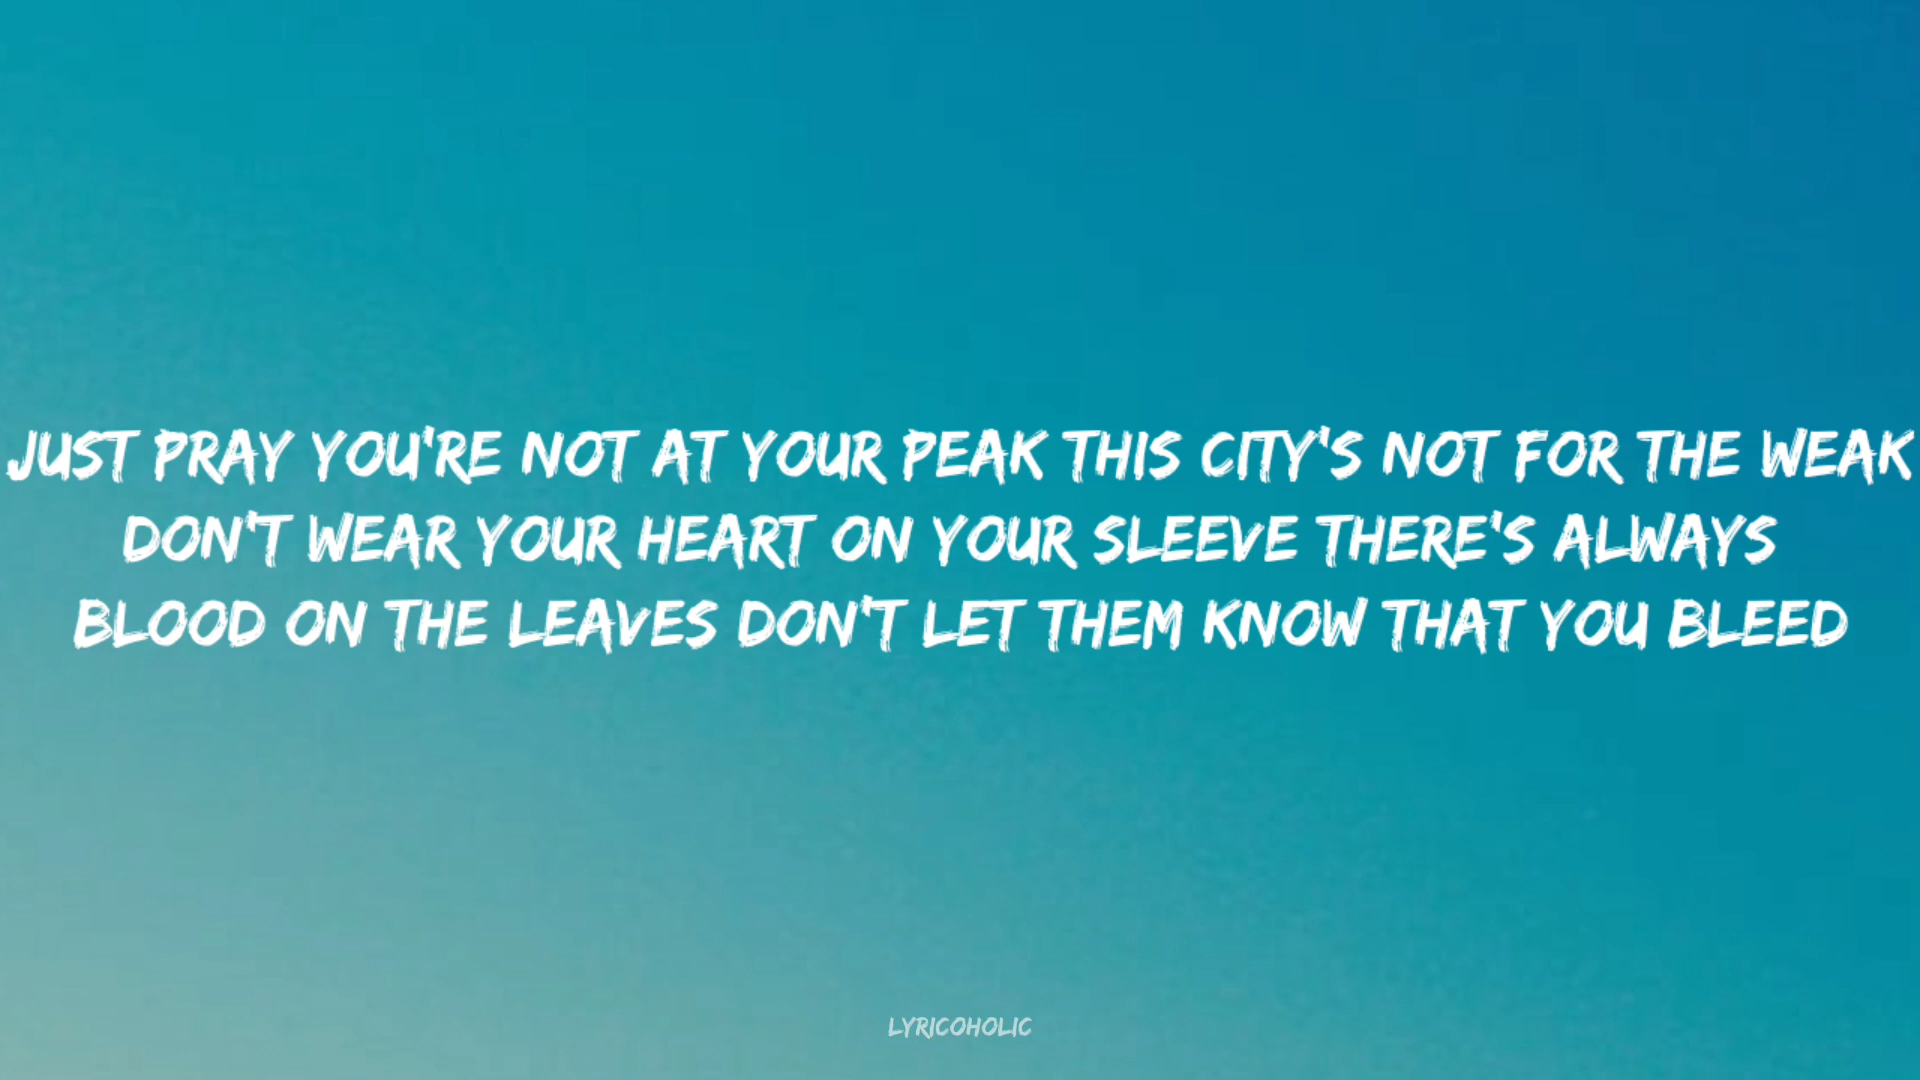 JUST PRAY YOU'RE NOT AT YOUR PEAK THIS CITY'S NOT FOR THE WEAK
DON'T WEAR YOUR HEART ON YOUR SLEEVE THERE'S ALWAYS
BLOOD ON THE LEAVES DON'T LET THEM KNOW THAT YOU BLEED
LYRICOHOLIC